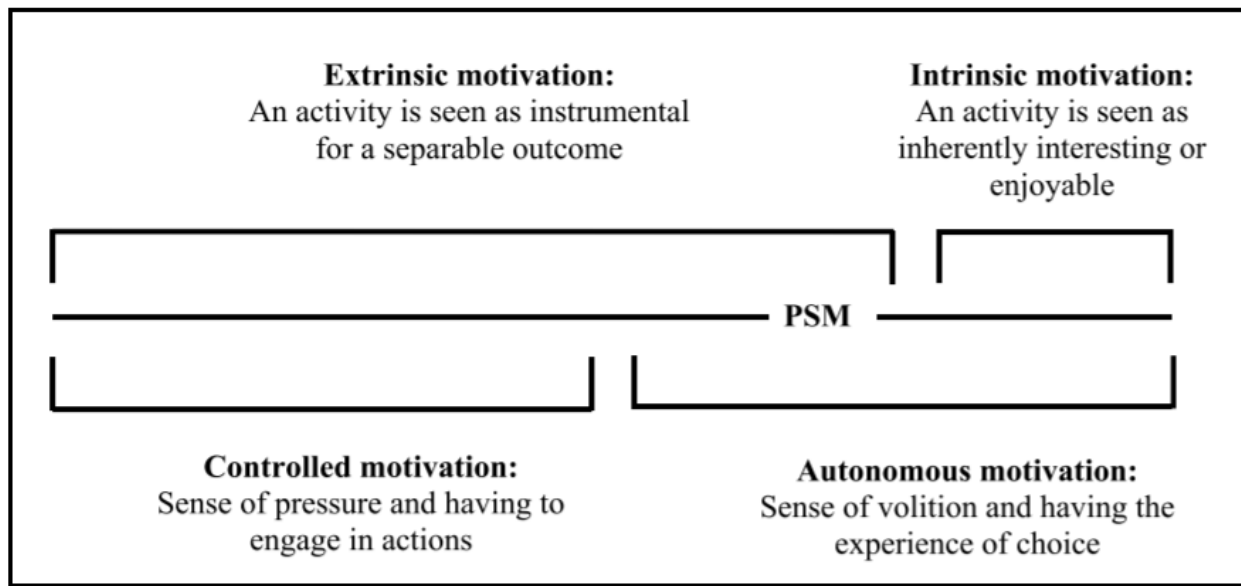 Extrinsic motivation:
An activity is seen as instrumental
for a separable outcome
Intrinsic motivation:
An activity is seen as
inherently interesting or
enjoyable
PSM
Controlled motivation:
Sense of pressure and having to
engage in actions
Autonomous motivation:
Sense of volition and having the
experience of choice